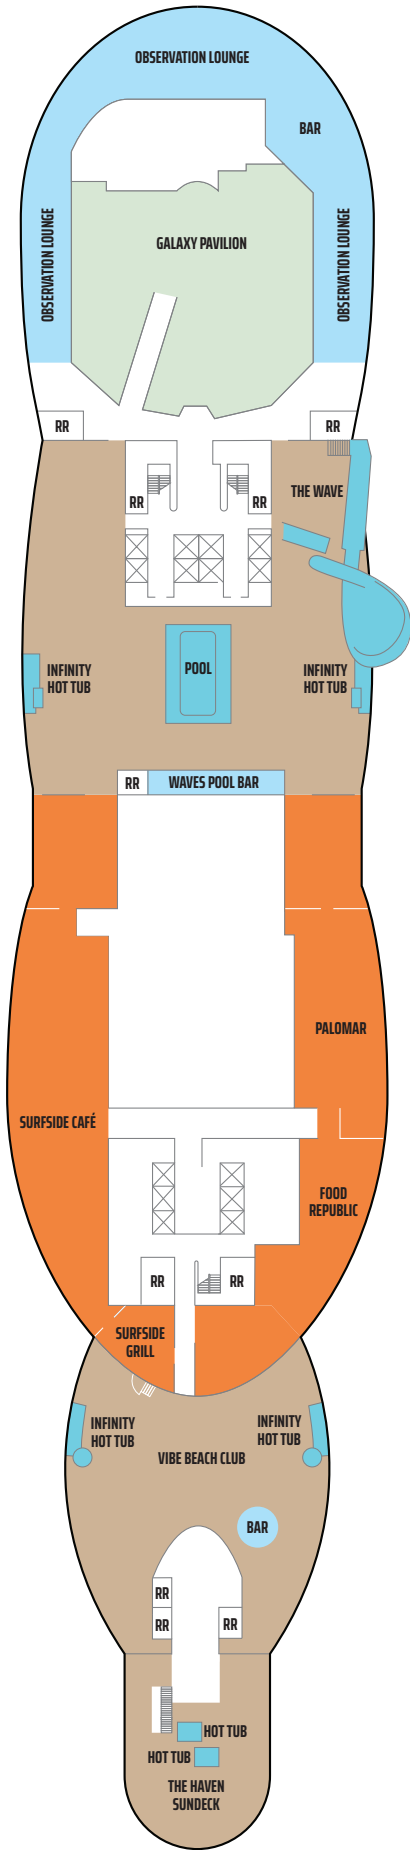 OBSERVATION LOUNGE
BAR
OBSERVATION LOUNGE
GALAXY PAVILION
OBSERVATION LOUNGE
RR
RR
THE WAVE
RR
RR
INFINITY
HOT TUB
POOL
INFINITY
HOT TUB
RR
WAVES POOL BAR
PALOMAR
SURFSIDE CAFÉ
FOOD
REPUBLIC
RR
RR
SURFSIDE
GRILL
INFINITY
HOT TUB
INFINITY
HOT TUB
VIBE BEACH CLUB
BAR
RR
RR
RR
HOT TUB
HOT TUB
THE HAVEN
SUNDECK